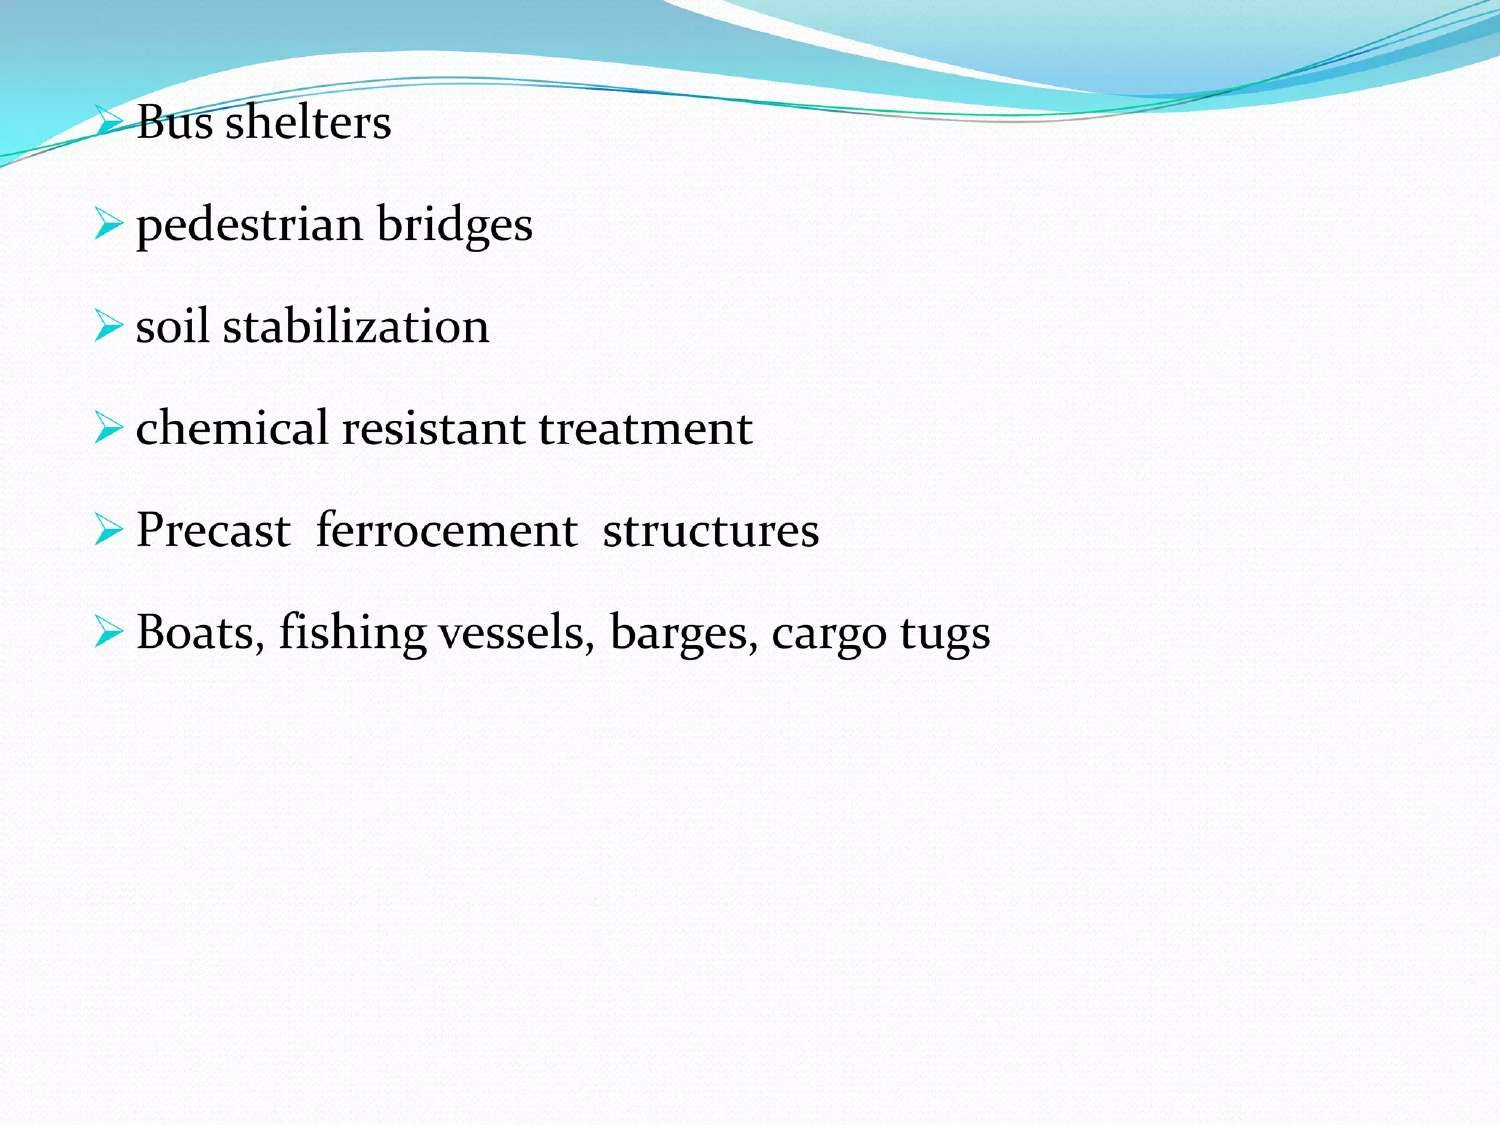 Bus shelters
pedestrian bridges
soil stabilization
chemical resistant treatment
Precast  ferrocement  structures
Boats, fishing vessels, barges, cargo tugs